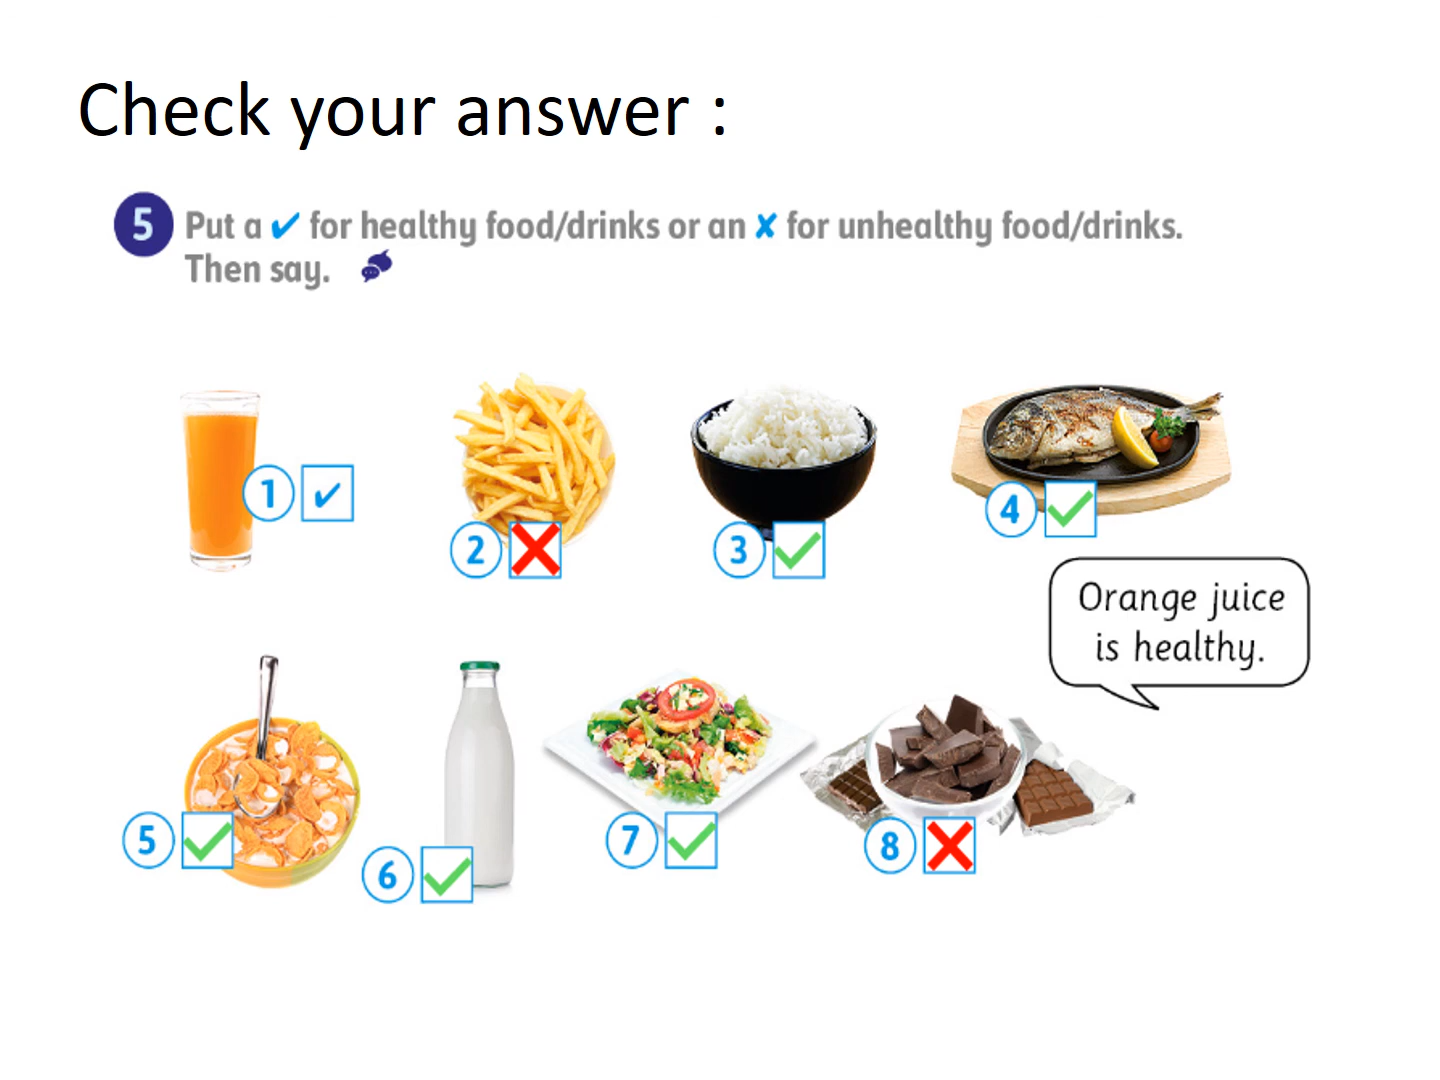 Check your answer :
5 Put a ✔ for healthy food/drinks or an ✘ for unhealthy food/drinks.
Then say.
1 ✔
2 ❌
3 ✔
4 ✔
Orange juice
is healthy.
5 ✔
6 ✔
7 ✔
8 ❌